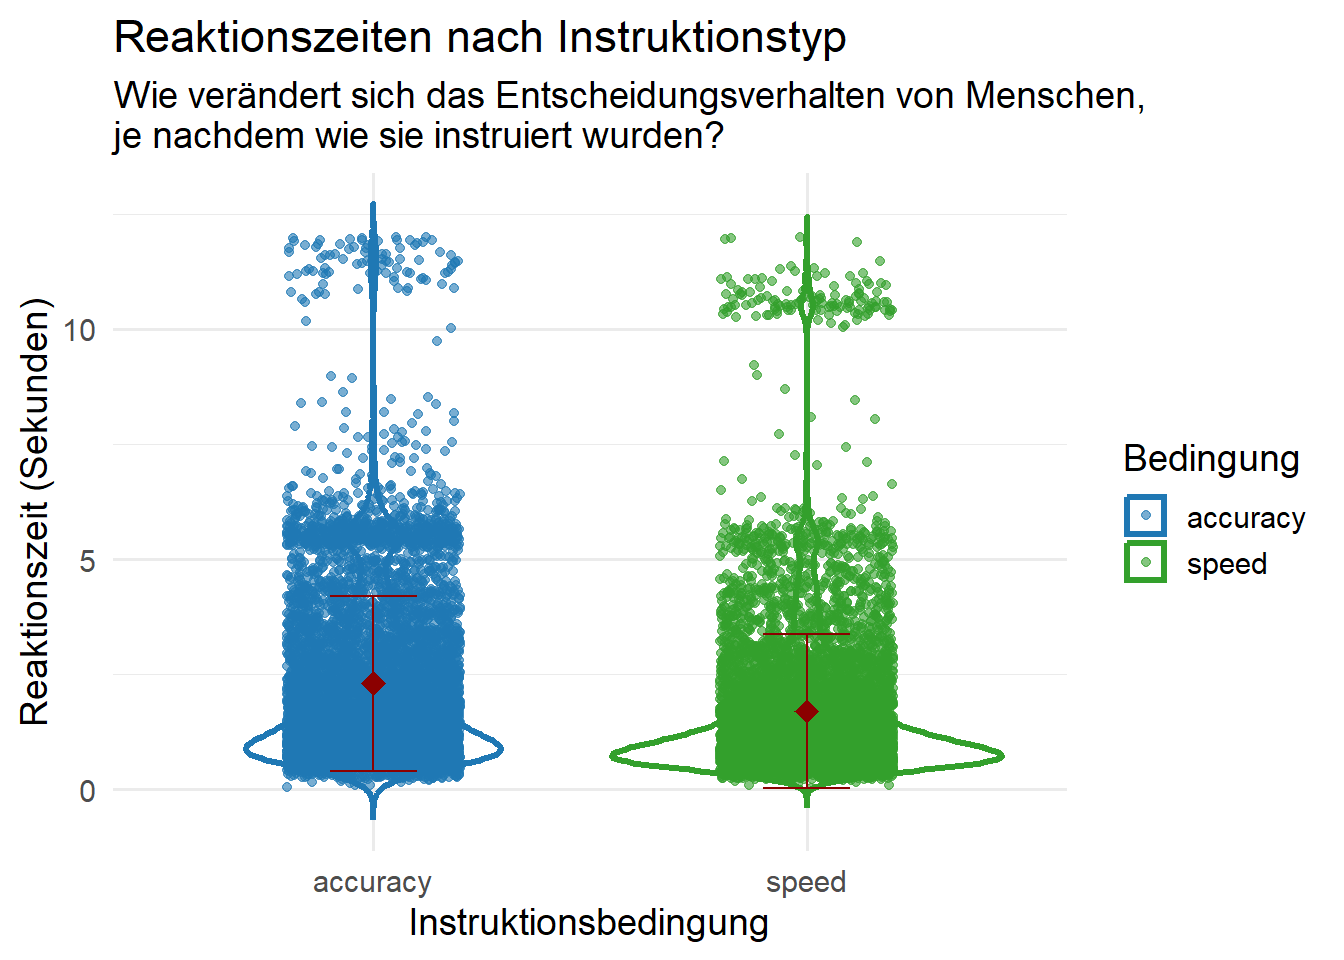 Reaktionszeiten nach Instruktionstyp
Wie verändert sich das Entscheidungsverhalten von Menschen,
je nachdem wie sie instruiert wurden?
Reaktionszeit (Sekunden)
10
5
0
accuracy
speed
Instruktionsbedingung
Bedingung
accuracy
speed